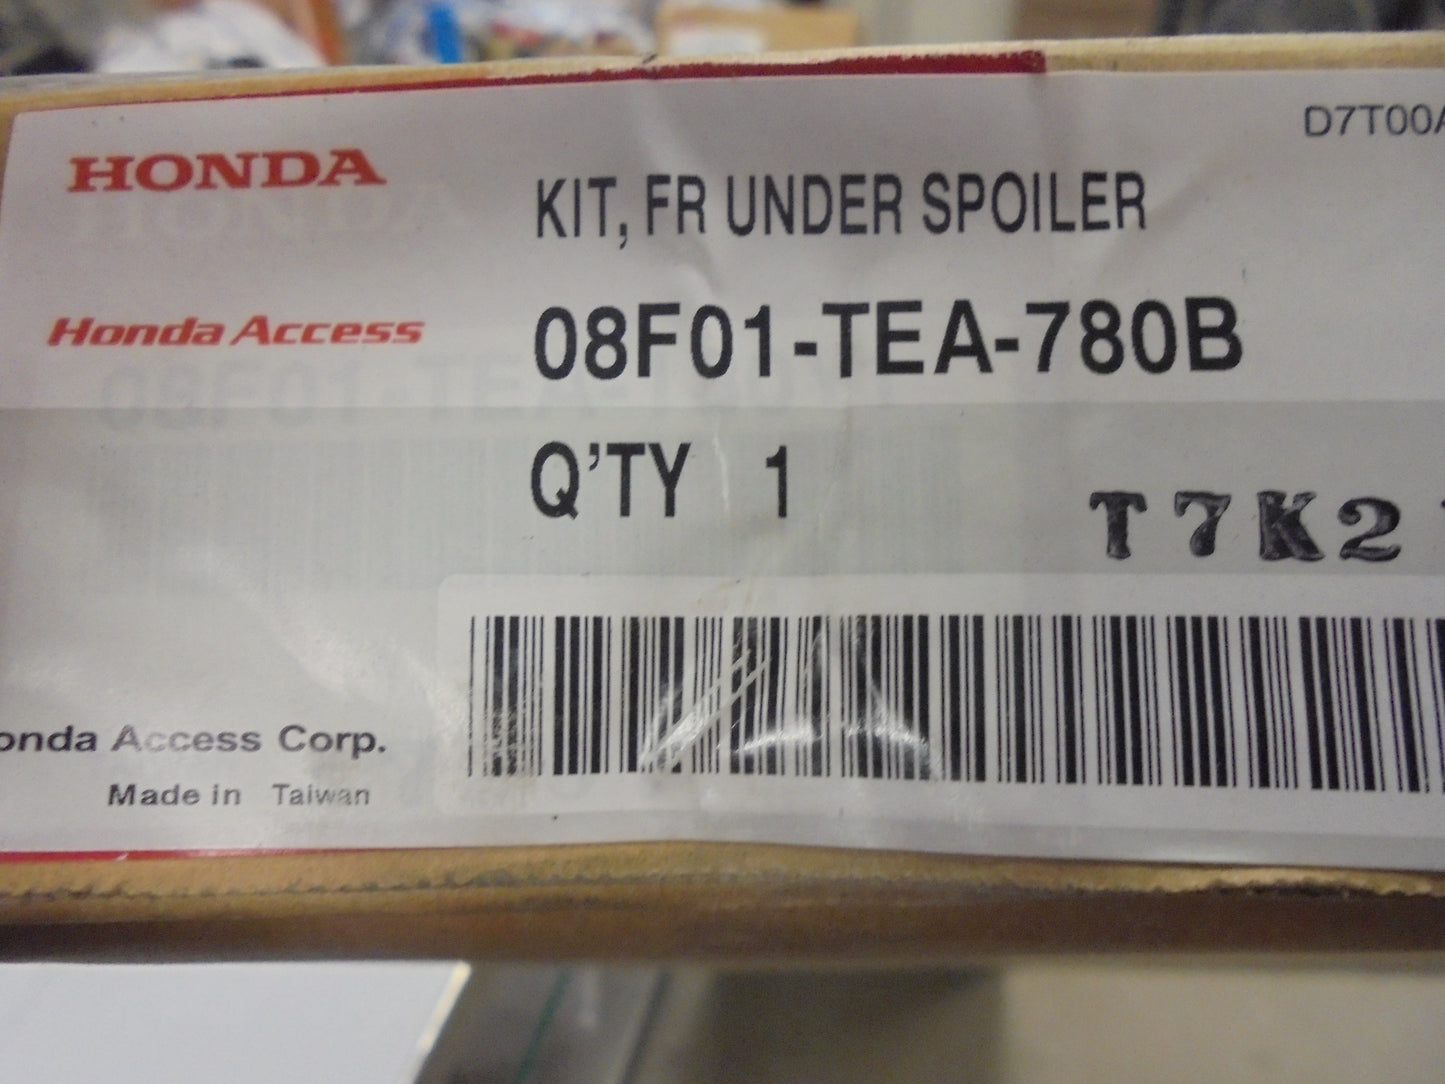 D7T00A
HONDA
KIT, FR UNDER SPOILER
Honda Access
08F01-TEA-780B
Q'TY 1
T7K2
onda Access Corp.
Made in Taiwan